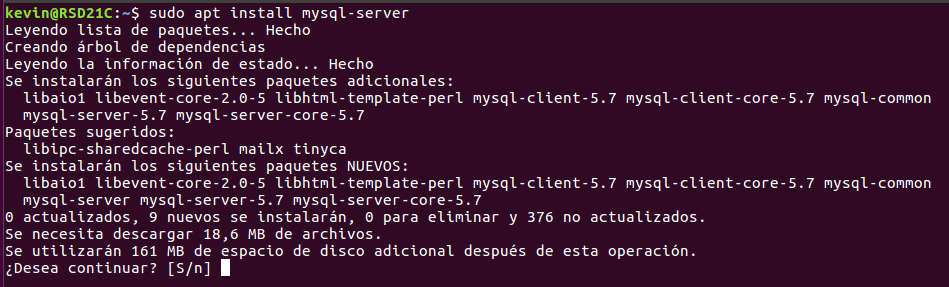 kevin@RSD21C:~$ sudo apt install mysql-server
Leyendo lista de paquetes... Hecho
Creando árbol de dependencias
Leyendo la información de estado... Hecho
Se instalarán los siguientes paquetes adicionales:
  libaio1 libevent-core-2.0-5 libhtml-template-perl mysql-client-5.7 mysql-client-core-5.7 mysql-common
  mysql-server-5.7 mysql-server-core-5.7
Paquetes sugeridos:
  libipc-sharedcache-perl mailx tinyca
Se instalarán los siguientes paquetes NUEVOS:
  libaio1 libevent-core-2.0-5 libhtml-template-perl mysql-client-5.7 mysql-client-core-5.7 mysql-common
  mysql-server mysql-server-5.7 mysql-server-core-5.7
0 actualizados, 9 nuevos se instalarán, 0 para eliminar y 376 no actualizados.
Se necesita descargar 18,6 MB de archivos.
Se utilizarán 161 MB de espacio de disco adicional después de esta operación.
¿Desea continuar? [S/n]